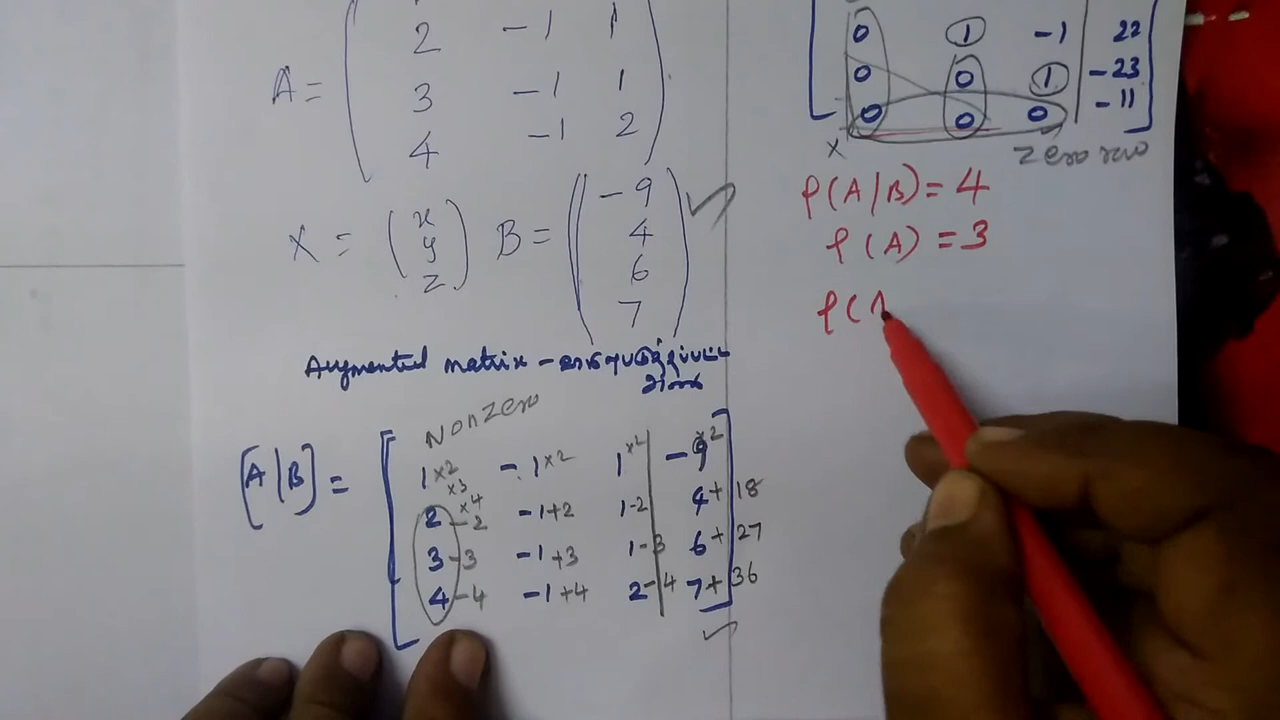 2 -1 1
A = 3 -1 1
4 -1 2
X = x y z B = -9 4 6 7
Augmented matrix -
Nonzero
[A|B] = 1 ×2 -1 ×2 1 ×2 -9 ×2
×3 ×4
2 -2 -1+2 1-2 4+18
3 -3 -1+3 1-3 6+27
4 -4 -1+4 2-4 7+36
0 1 -1 22
0 0 1 -23
0 0 0 -11
x zero row
ρ(A|B) = 4
ρ(A) = 3
ρ(A